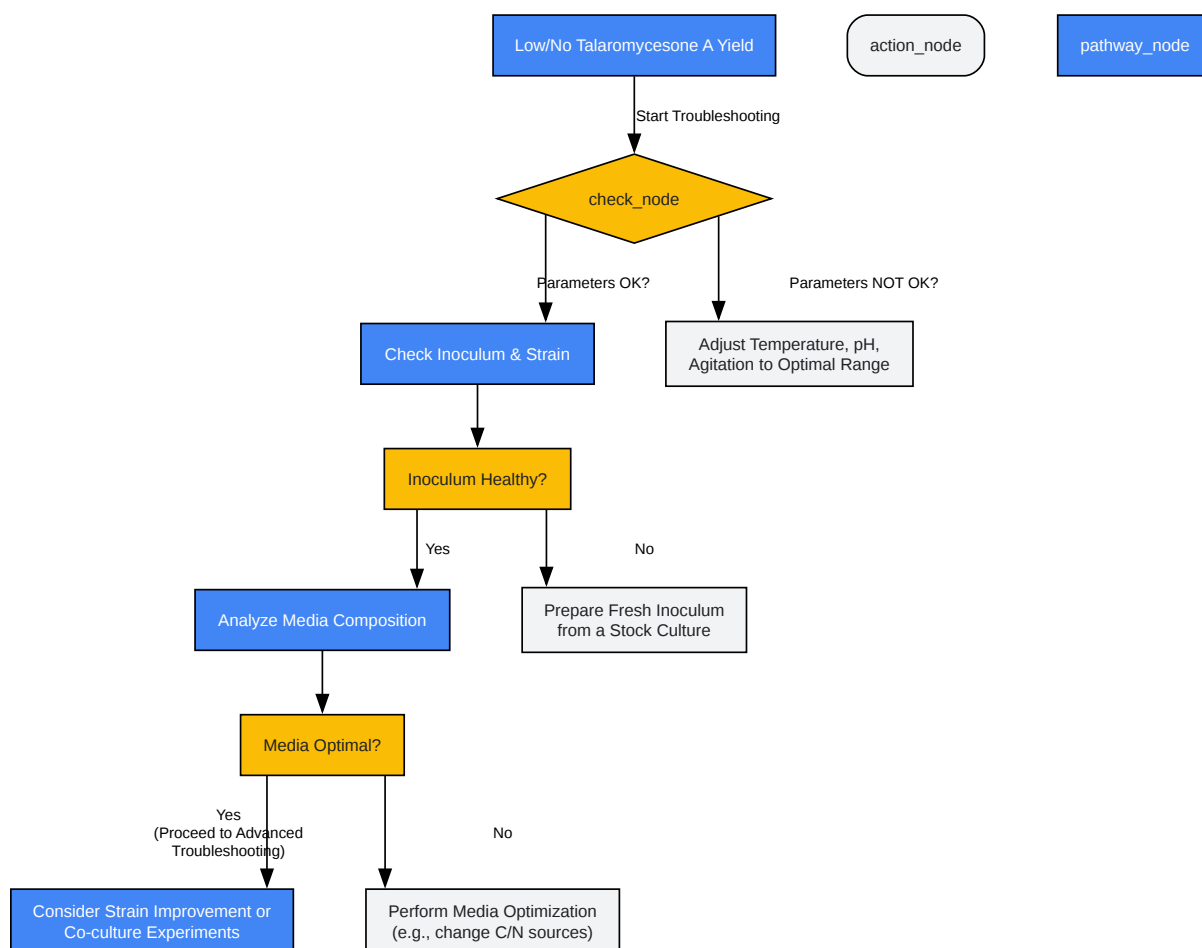 Low/No Talaromycesone A Yield
action_node
pathway_node
Start Troubleshooting
check_node
Parameters OK?
Parameters NOT OK?
Check Inoculum & Strain
Adjust Temperature, pH,
Agitation to Optimal Range
Inoculum Healthy?
Yes
No
Analyze Media Composition
Prepare Fresh Inoculum
from a Stock Culture
Media Optimal?
Yes
(Proceed to Advanced
Troubleshooting)
No
Consider Strain Improvement or
Co-culture Experiments
Perform Media Optimization
(e.g., change C/N sources)